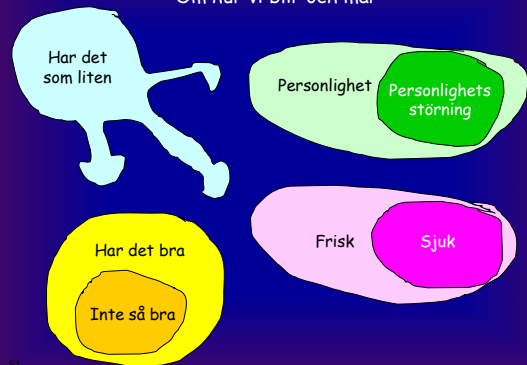 Har det
som liten
Personlighet
Personlighets
störning
Frisk
Sjuk
Har det bra
Inte så bra